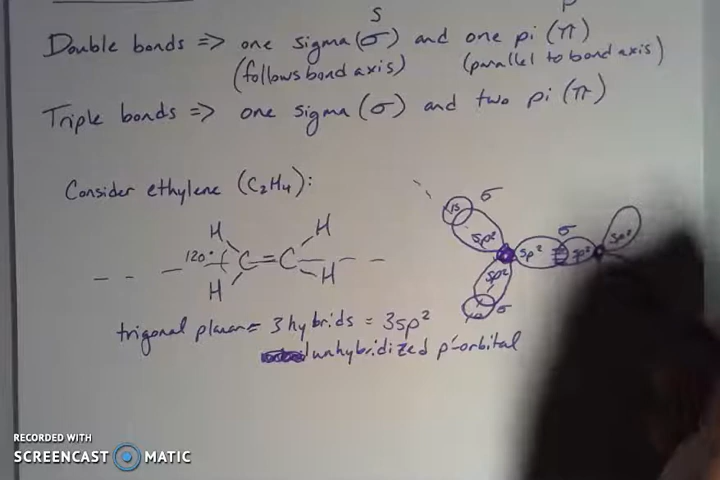 S
P
Double bonds => one sigma (σ) and one pi (π)
(follows bond axis) (parallel to bond axis)
Triple bonds => one sigma (σ) and two pi (π)
Consider ethylene (C2H4):
H H
120° C=C
H H
1s σ
sp2 σ
sp2 sp2 sp2
sp2
σ
trigonal planar = 3 hybrids = 3sp2
unhybridized p-orbital
RECORDED WITH
SCREENCAST MATIC